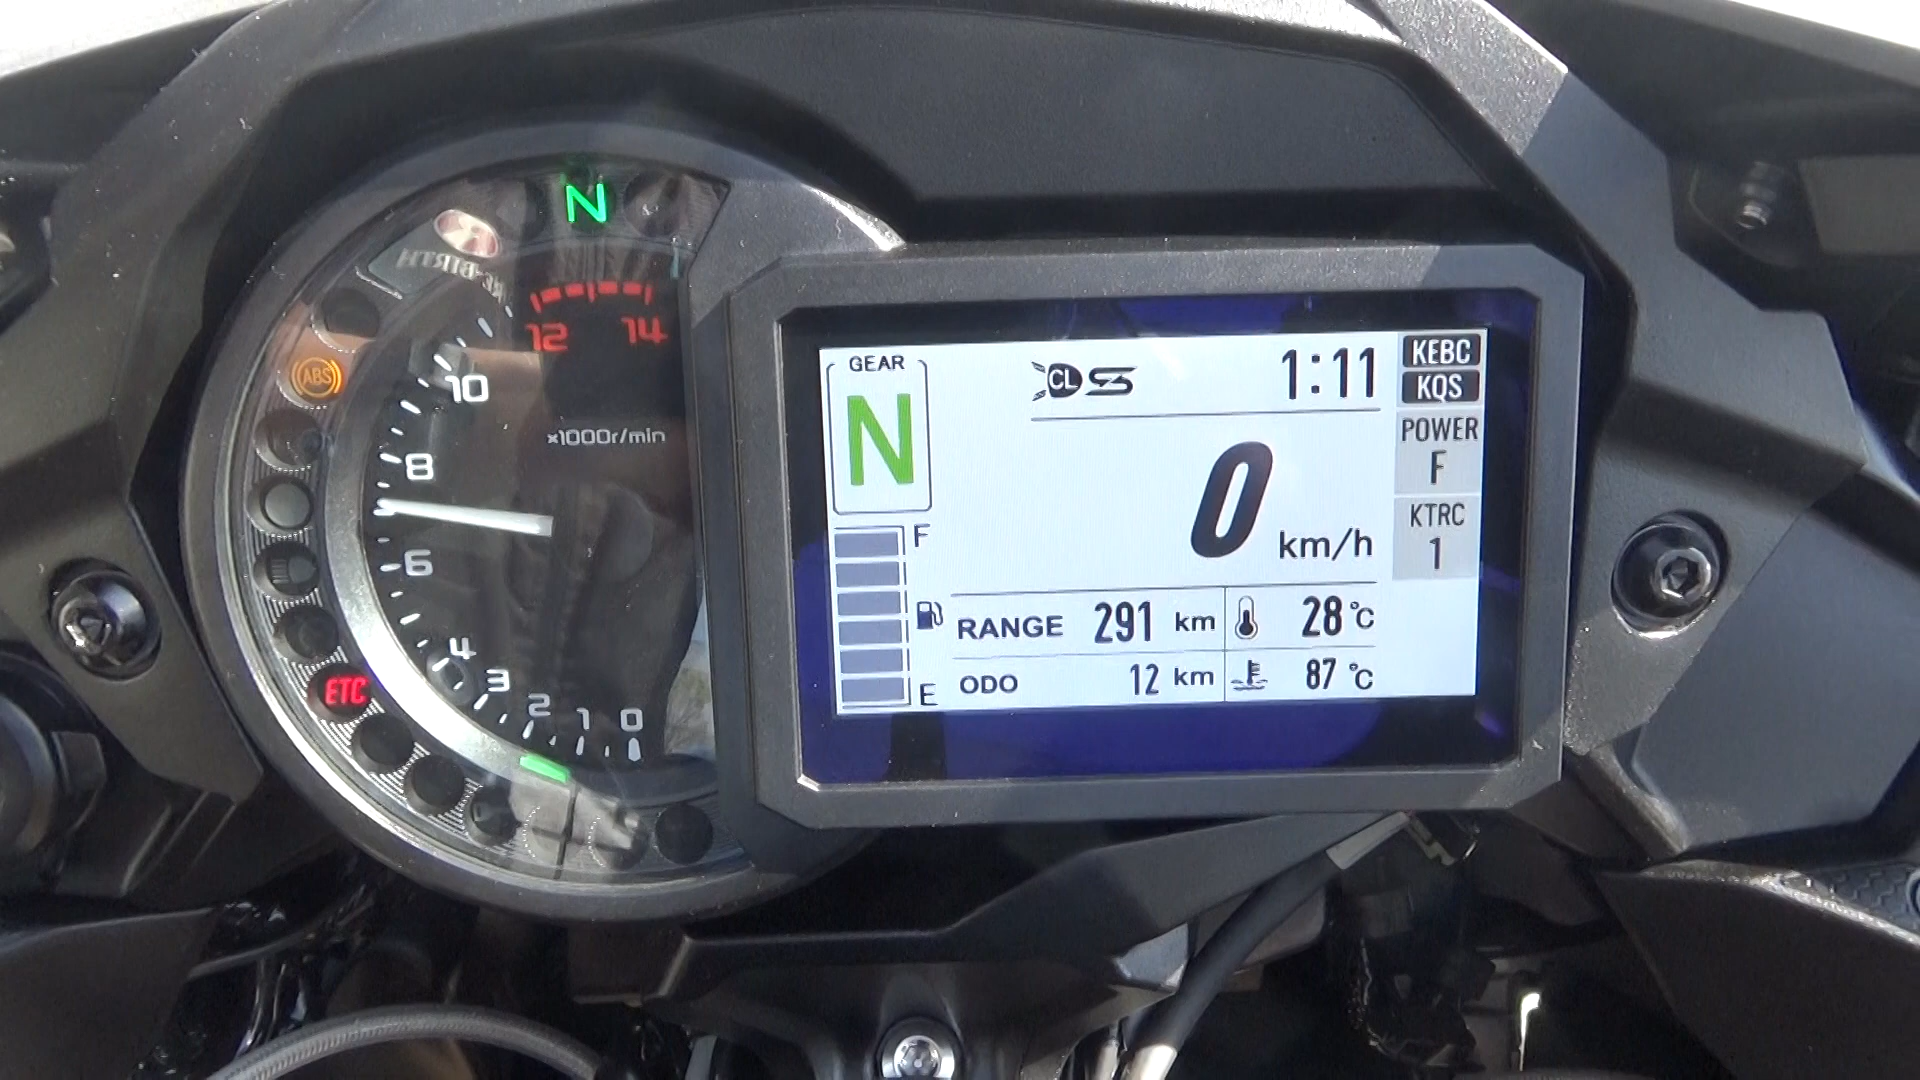 N
12 14
10
×1000r/min
ABS
8
6
4
3
2
1
0
ETC
GEAR
N
CL
1:11
KEBC
KQS
POWER
F
0 km/h
KTRC
1
F
E
RANGE 291 km
28 °C
ODO 12 km
87 °C